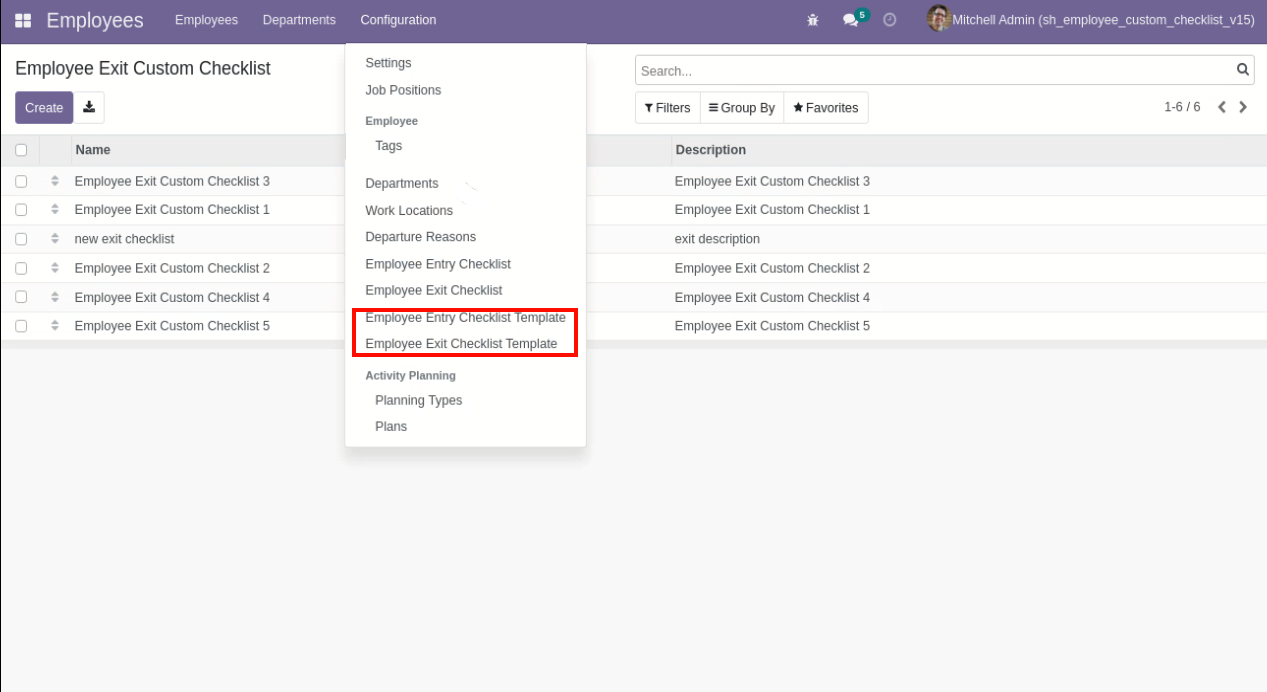 Employees Employees Departments Configuration 5 Mitchell Admin (sh_employee_custom_checklist_v15)
Employee Exit Custom Checklist
Search...
Create
Filters Group By Favorites 1-6 / 6
Settings
Job Positions
Employee
Tags
Departments
Work Locations
Departure Reasons
Employee Entry Checklist
Employee Exit Checklist
Employee Entry Checklist Template
Employee Exit Checklist Template
Activity Planning
Planning Types
Plans
Name Description
Employee Exit Custom Checklist 3 Employee Exit Custom Checklist 3
Employee Exit Custom Checklist 1 Employee Exit Custom Checklist 1
new exit checklist exit description
Employee Exit Custom Checklist 2 Employee Exit Custom Checklist 2
Employee Exit Custom Checklist 4 Employee Exit Custom Checklist 4
Employee Exit Custom Checklist 5 Employee Exit Custom Checklist 5